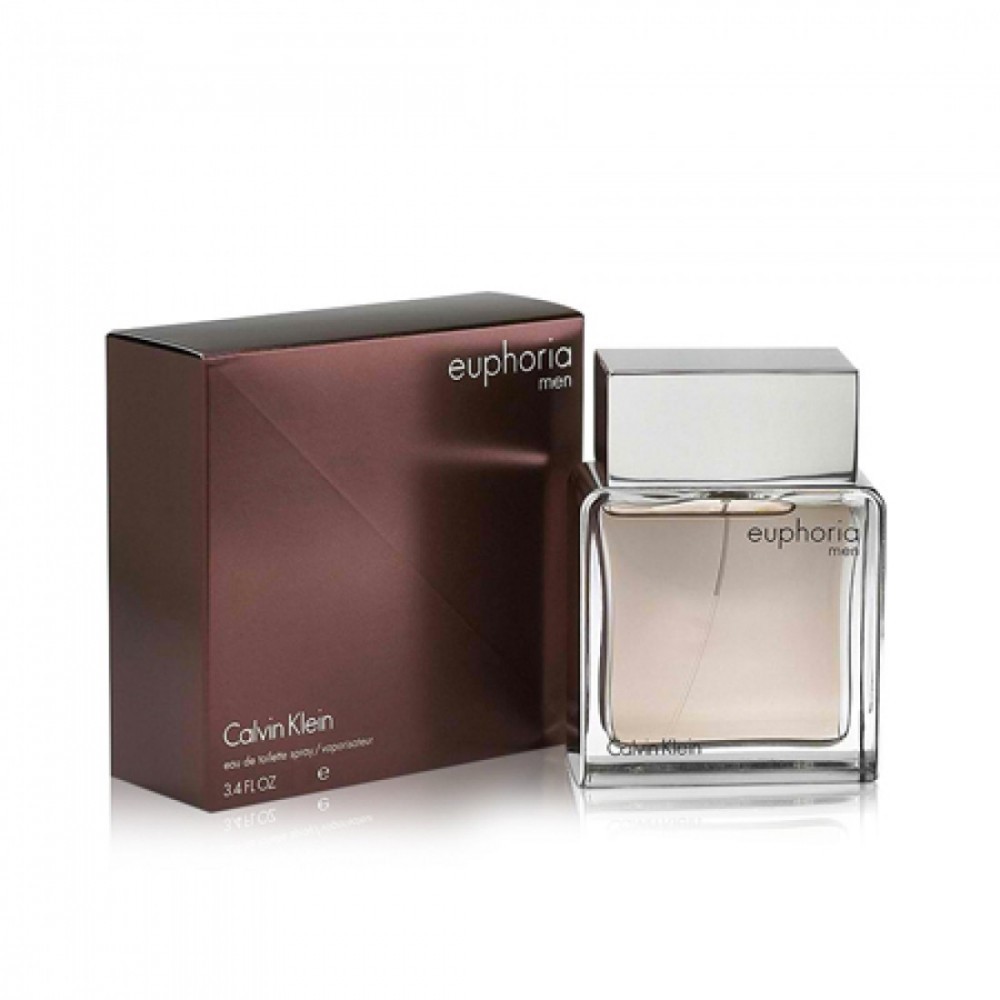 euphoria
men
Calvin Klein
eau de toilette spray/vaporisateur
3.4 FL OZ e
euphoria
men
Calvin Klein